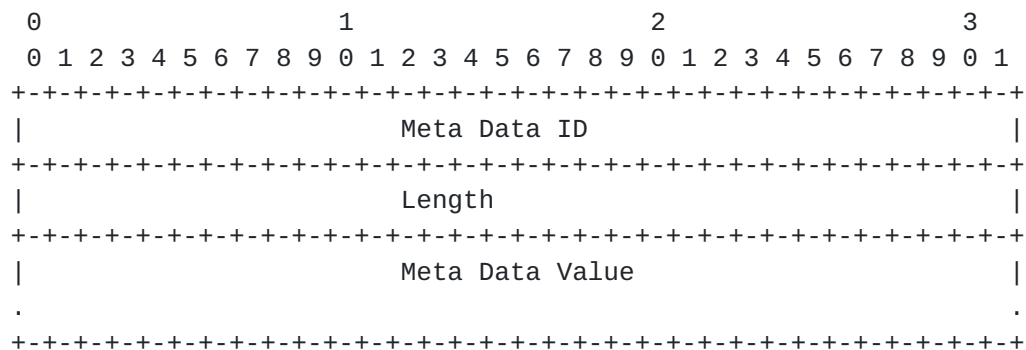 0                   1                   2                   3
 0 1 2 3 4 5 6 7 8 9 0 1 2 3 4 5 6 7 8 9 0 1 2 3 4 5 6 7 8 9 0 1
+-+-+-+-+-+-+-+-+-+-+-+-+-+-+-+-+-+-+-+-+-+-+-+-+-+-+-+-+-+-+-+-+
|                        Meta Data ID                           |
+-+-+-+-+-+-+-+-+-+-+-+-+-+-+-+-+-+-+-+-+-+-+-+-+-+-+-+-+-+-+-+-+
|                        Length                                 |
+-+-+-+-+-+-+-+-+-+-+-+-+-+-+-+-+-+-+-+-+-+-+-+-+-+-+-+-+-+-+-+-+
|                        Meta Data Value                        |
.                                                               .
+-+-+-+-+-+-+-+-+-+-+-+-+-+-+-+-+-+-+-+-+-+-+-+-+-+-+-+-+-+-+-+-+